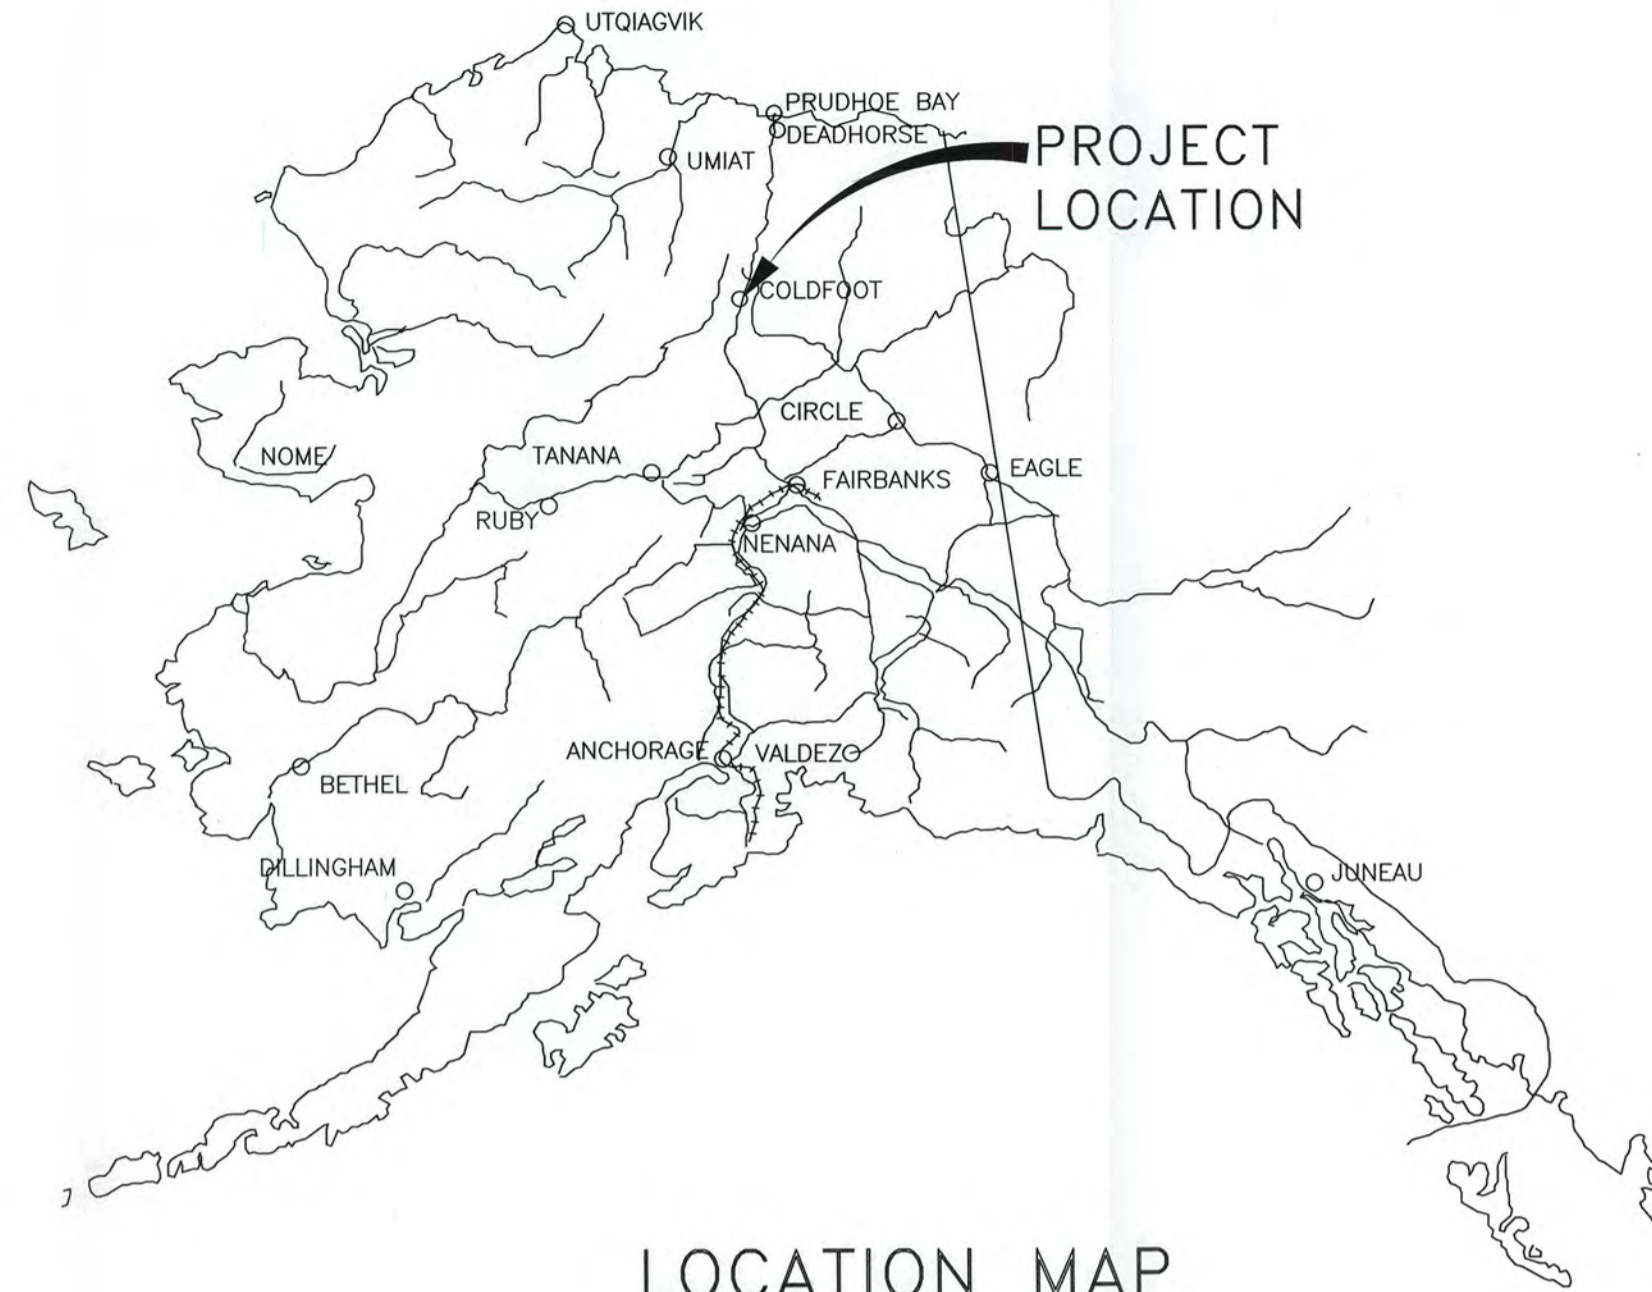 UTQIAGVIK
PRUDHOE BAY
DEADHORSE
UMIAT
PROJECT
LOCATION
COLDFOOT
CIRCLE
NOME
TANANA
EAGLE
FAIRBANKS
RUBY
NENANA
ANCHORAGE
VALDEZ
BETHEL
DILLINGHAM
JUNEAU
LOCATION MAP